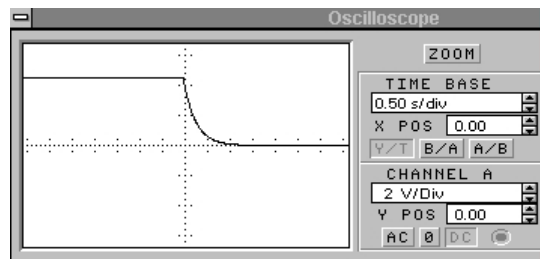 Oscilloscope
ZOOM
TIME BASE
0.50 s/div
X POS 0.00
Y/T B/A A/B
CHANNEL A
2 V/Div
Y POS 0.00
AC 0 DC